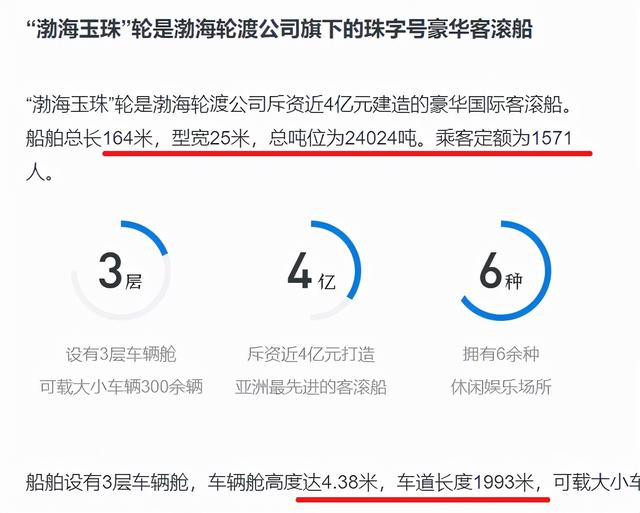 “渤海玉珠”轮是渤海轮渡公司旗下的珠字号豪华客滚船
“渤海玉珠”轮是渤海轮渡公司斥资近4亿元建造的豪华国际客滚船。
船舶总长164米，型宽25米，总吨位为24024吨。乘客定额为1571
人。
3层
4亿
6种
设有3层车辆舱
可载大小车辆300余辆
斥资近4亿元打造
亚洲最先进的客滚船
拥有6余种
休闲娱乐场所
船舶设有3层车辆舱，车辆舱高度达4.38米，车道长度1993米，可载大小车